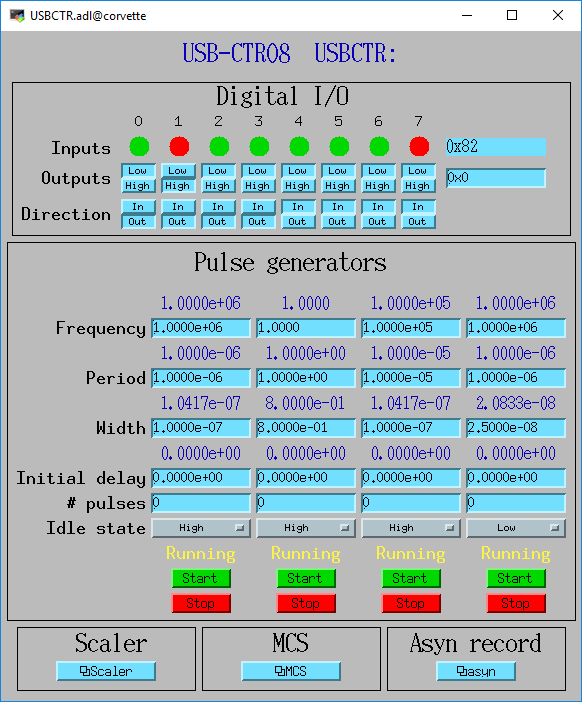 USBCTR.adl@corvette
USB-CTR08 USBCTR:
Digital I/O
0 1 2 3 4 5 6 7
Inputs 0x82
Outputs Low Low Low Low Low Low Low Low 0x0
High High High High High High High High
Direction In In In In In In In In
Out Out Out Out Out Out Out Out
Pulse generators
1.0000e+06 1.0000 1.0000e+05 1.0000e+06
Frequency 1.0000e+06 1.0000 1.0000e+05 1.0000e+06
1.0000e-06 1.0000e+00 1.0000e-05 1.0000e-06
Period 1.0000e-06 1.0000e+00 1.0000e-05 1.0000e-06
1.0417e-07 8.0000e-01 1.0417e-07 2.0833e-08
Width 1.0000e-07 8.0000e-01 1.0000e-07 2.5000e-08
0.0000e+00 0.0000e+00 0.0000e+00 0.0000e+00
Initial delay 0.0000e+00 0.0000e+00 0.0000e+00 0.0000e+00
# pulses 0 0 0 0
Idle state High High High Low
Running Running Running Running
Start Start Start Start
Stop Stop Stop Stop
Scaler MCS Asyn record
Scaler MCS asyn